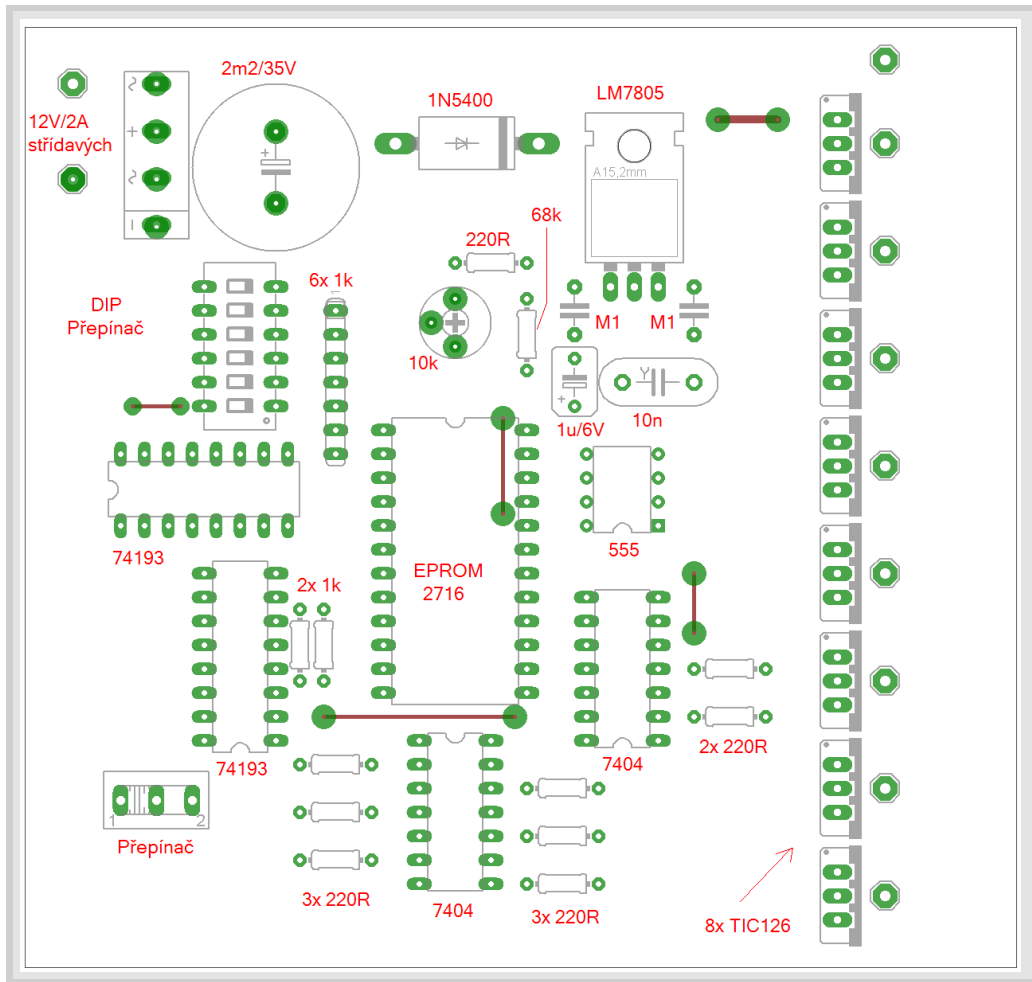 2m2/35V
1N5400
LM7805
12V/2A
střídavých
~
+
~
-
+
A15,2mm
68k
220R
6x 1k
1
DIP
Přepínač
M1
M1
10k
10n
+
1u/6V
74193
555
EPROM
2716
2x 1k
74193
7404
2x 220R
1
2
Přepínač
3x 220R
7404
3x 220R
8x TIC126